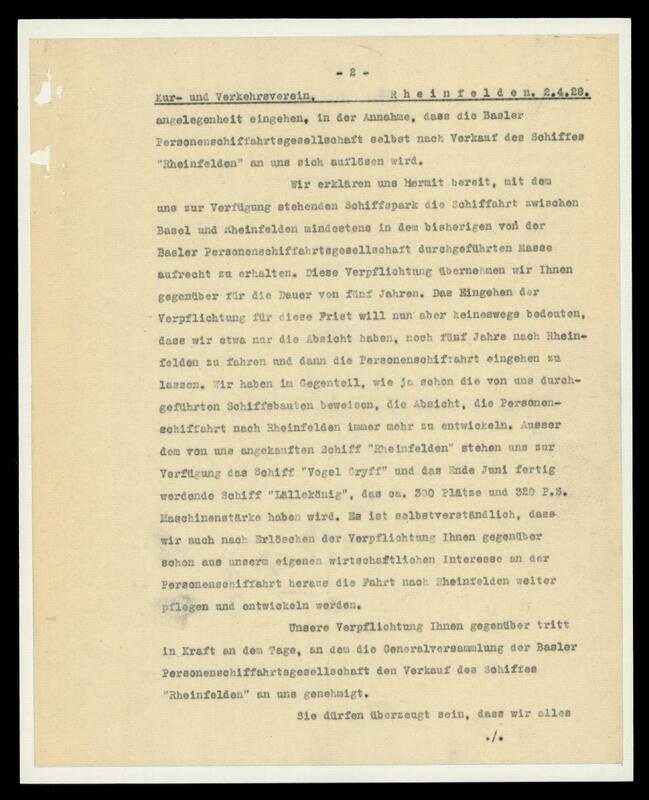 - 2 -
Kur- und Verkehrsverein, Rheinfelden. 2.4.28.
angelegenheit eingehen, in der Annahme, dass die Basler
Personenschiffahrtsgesellschaft selbst nach Verkauf des Schiffes
"Rheinfelden" an uns sich auflösen wird.
Wir erklären uns hiermit bereit, mit dem
uns zur Verfügung stehenden Schiffspark die Schiffahrt zwischen
Basel und Rheinfelden mindestens in dem bisherigen von der
Basler Personenschiffahrtsgesellschaft durchgeführten Masse
aufrecht zu erhalten. Diese Verpflichtung übernehmen wir Ihnen
gegenüber für die Dauer von fünf Jahren. Das Eingehen der
Verpflichtung für diese Frist will nun aber keineswegs bedeuten,
dass wir etwa nur die Absicht haben, noch fünf Jahre nach Rhein-
felden zu fahren und dann die Personenschiffahrt eingehen zu
lassen. Wir haben im Gegenteil, wie ja schon die von uns durch-
geführten Schiffsbauten beweisen, die Absicht, die Personen-
schiffahrt nach Rheinfelden immer mehr zu entwickeln. Ausser
dem von uns angekauften Schiff "Rheinfelden" stehen uns zur
Verfügung das Schiff "Vogel Gryff" und das Ende Juni fertig
werdende Schiff "Lällekönig", das ca. 300 Plätze und 320 P.S.
Maschinenstärke haben wird. Es ist selbstverständlich, dass
wir auch nach Erlöschen der Verpflichtung Ihnen gegenüber
schon aus unserm eigenen wirtschaftlichen Interesse an der
Personenschiffahrt heraus die Fahrt nach Rheinfelden weiter
pflegen und entwickeln werden.
Unsere Verpflichtung Ihnen gegenüber tritt
in Kraft an dem Tage, an dem die Generalversammlung der Basler
Personenschiffahrtsgesellschaft den Verkauf des Schiffes
"Rheinfelden" an uns genehmigt.
Sie dürfen überzeugt sein, dass wir alles
./.